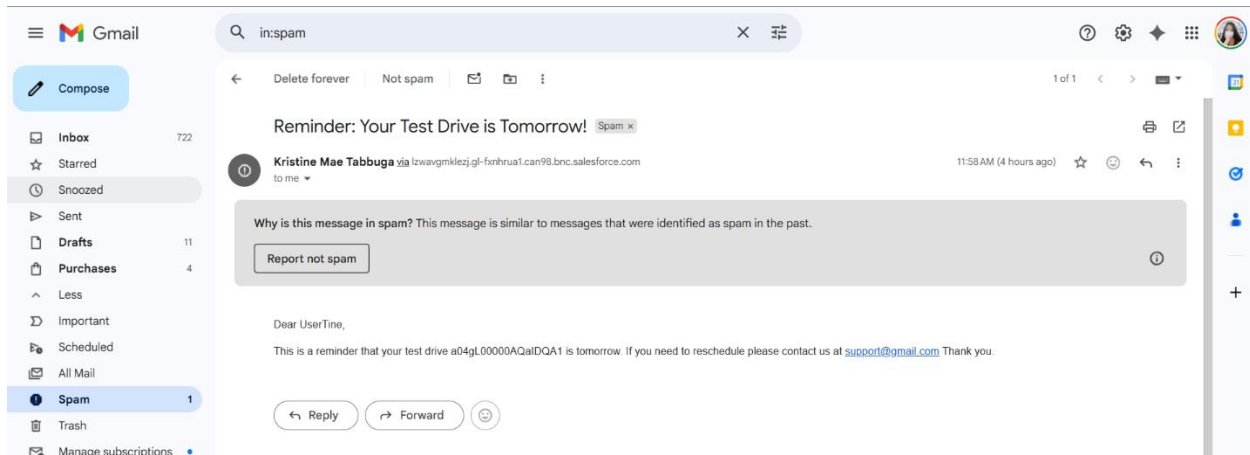 Gmail
in:spam
Compose
Delete forever Not spam
1 of 1
Inbox 722
Starred
Snoozed
Sent
Drafts 11
Purchases 4
Less
Important
Scheduled
All Mail
Spam 1
Trash
Manage subscriptions
Reminder: Your Test Drive is Tomorrow! Spam ×
Kristine Mae Tabbuga via lzwavgmklezj.gl-fxnhrua1.can98.bnc.salesforce.com
11:58 AM (4 hours ago)
to me
Why is this message in spam? This message is similar to messages that were identified as spam in the past.
Report not spam
Dear UserTine,
This is a reminder that your test drive a04gL00000AQaIDQA1 is tomorrow. If you need to reschedule please contact us at support@gmail.com Thank you.
Reply Forward
31